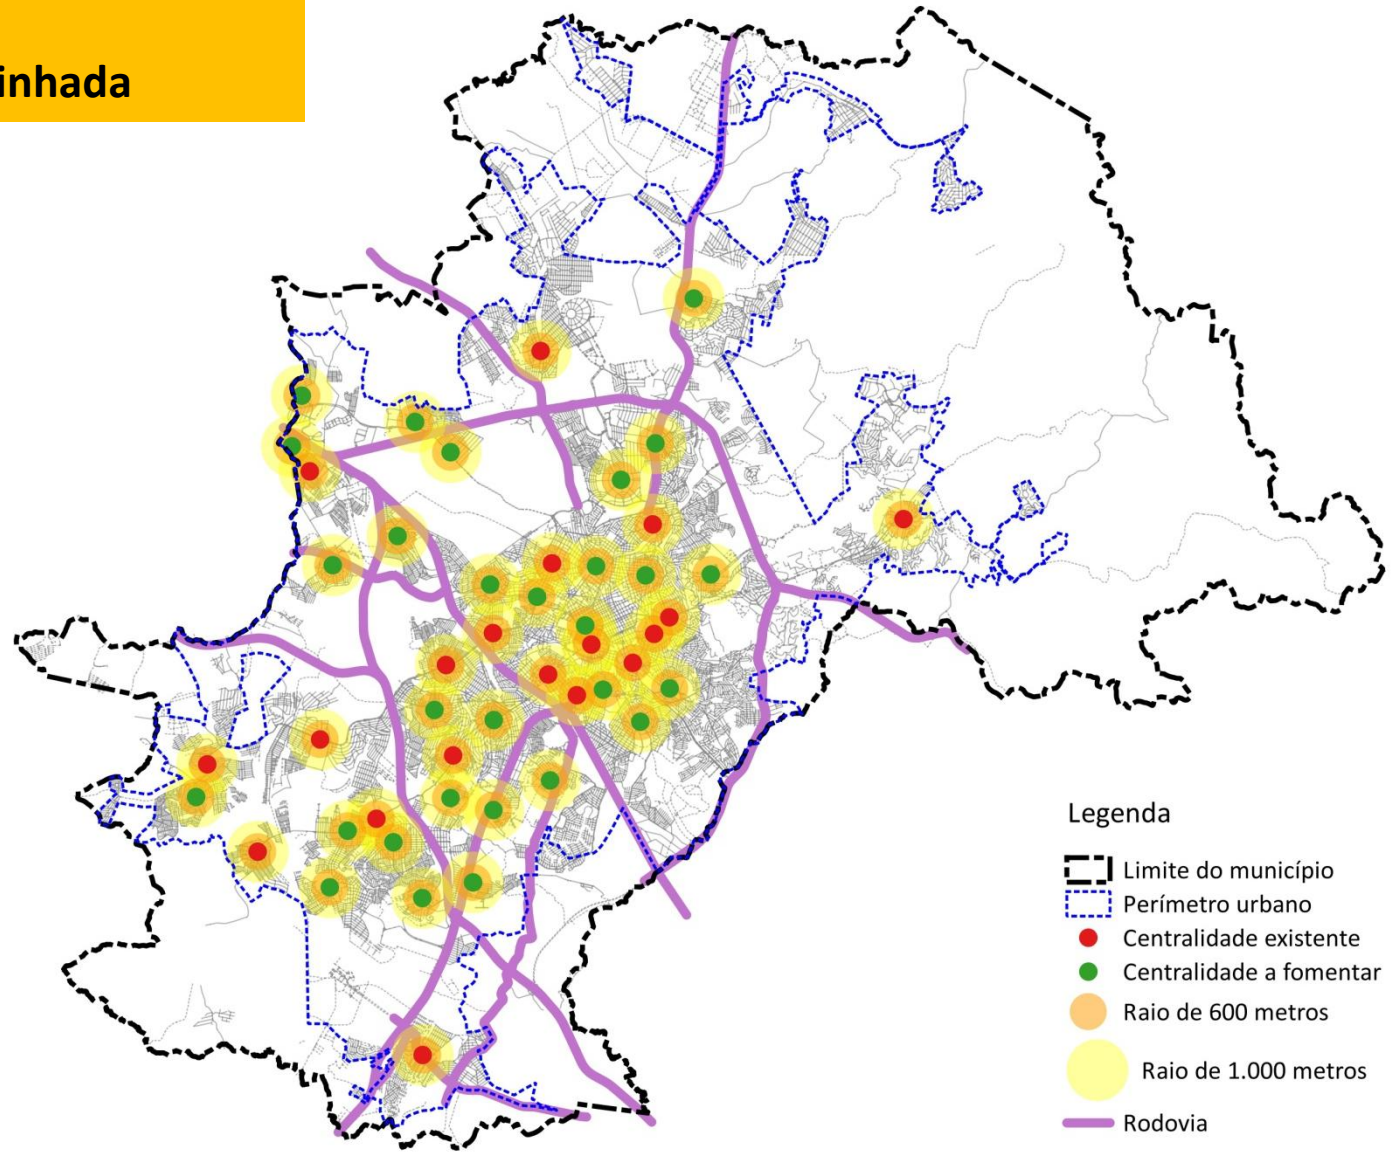 inhada
Legenda
Limite do município
Perímetro urbano
Centralidade existente
Centralidade a fomentar
Raio de 600 metros
Raio de 1.000 metros
Rodovia